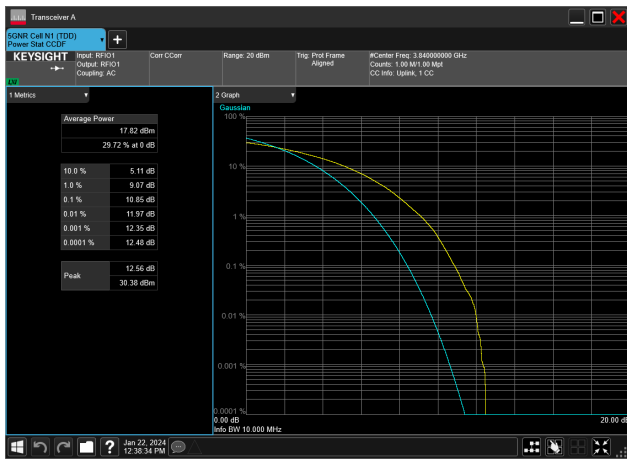 Transceiver A
5GNR Cell N1 (TDD)
Power Stat CCDF
KEYSIGHT
Input: RFIO1
Output: RFIO1
Coupling: AC
Corr CCorr
Range: 20 dBm
Trig: Prot Frame
Aligned
#Center Freq: 3.840000000 GHz
Counts: 1.00 M/1.00 Mpt
CC Info: Uplink, 1 CC
1 Metrics
Average Power
17.82 dBm
29.72 % at 0 dB
10.0 % 5.11 dB
1.0 % 9.07 dB
0.1 % 10.85 dB
0.01 % 11.97 dB
0.001 % 12.35 dB
0.0001 % 12.48 dB
Peak
12.56 dB
30.38 dBm
2 Graph
Gaussian
100 %
10 %
1 %
0.1 %
0.01 %
0.001 %
0.0001 %
0.00 dB
20.00 dB
Info BW 10.000 MHz
Jan 22, 2024
12:38:34 PM